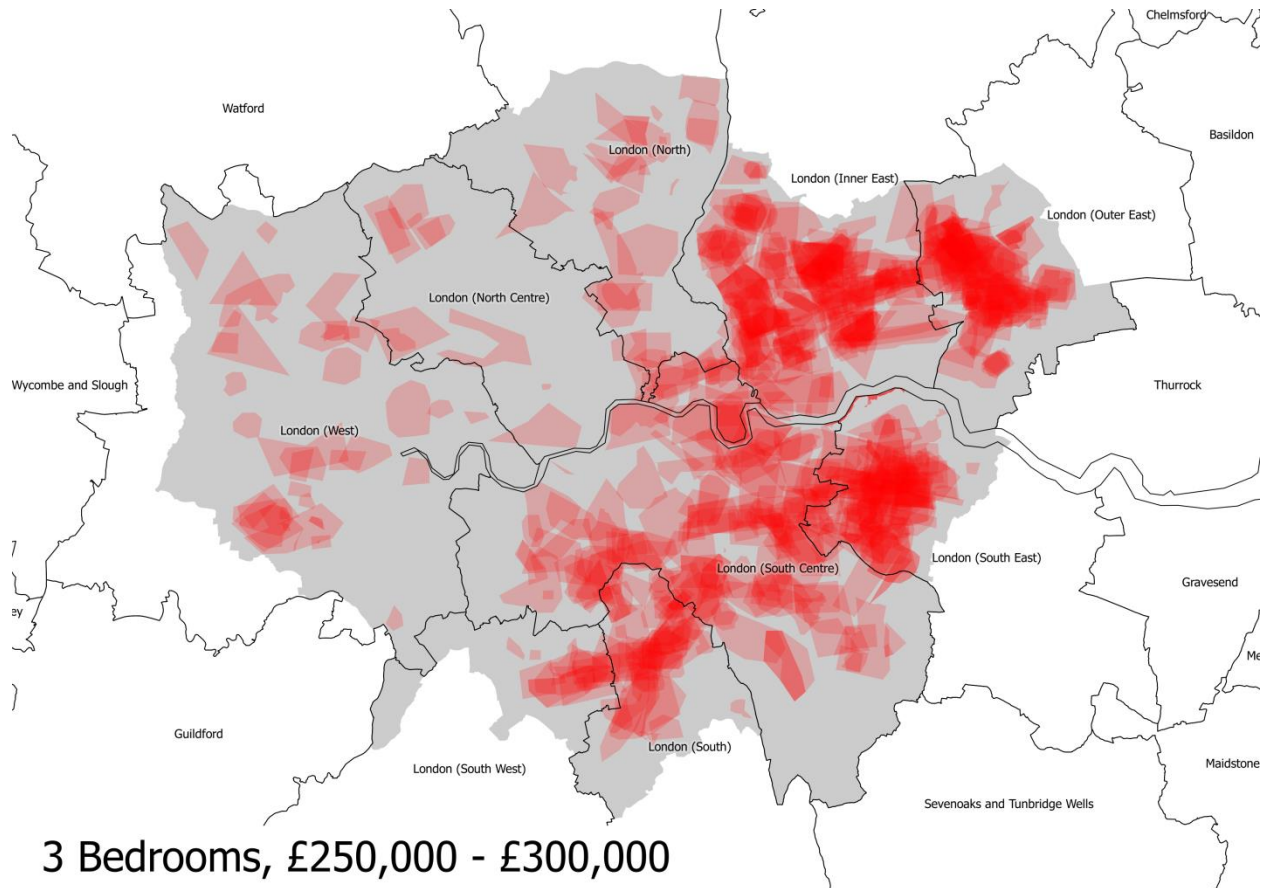 Chelmsford
Watford
Basildon
London (North)
London (Inner East)
London (Outer East)
London (North Centre)
Wycombe and Slough
Thurrock
London (West)
London (South East)
London (South Centre)
Gravesend
ey
Me
Guildford
London (South)
London (South West)
Maidstone
Sevenoaks and Tunbridge Wells
3 Bedrooms, £250,000 - £300,000